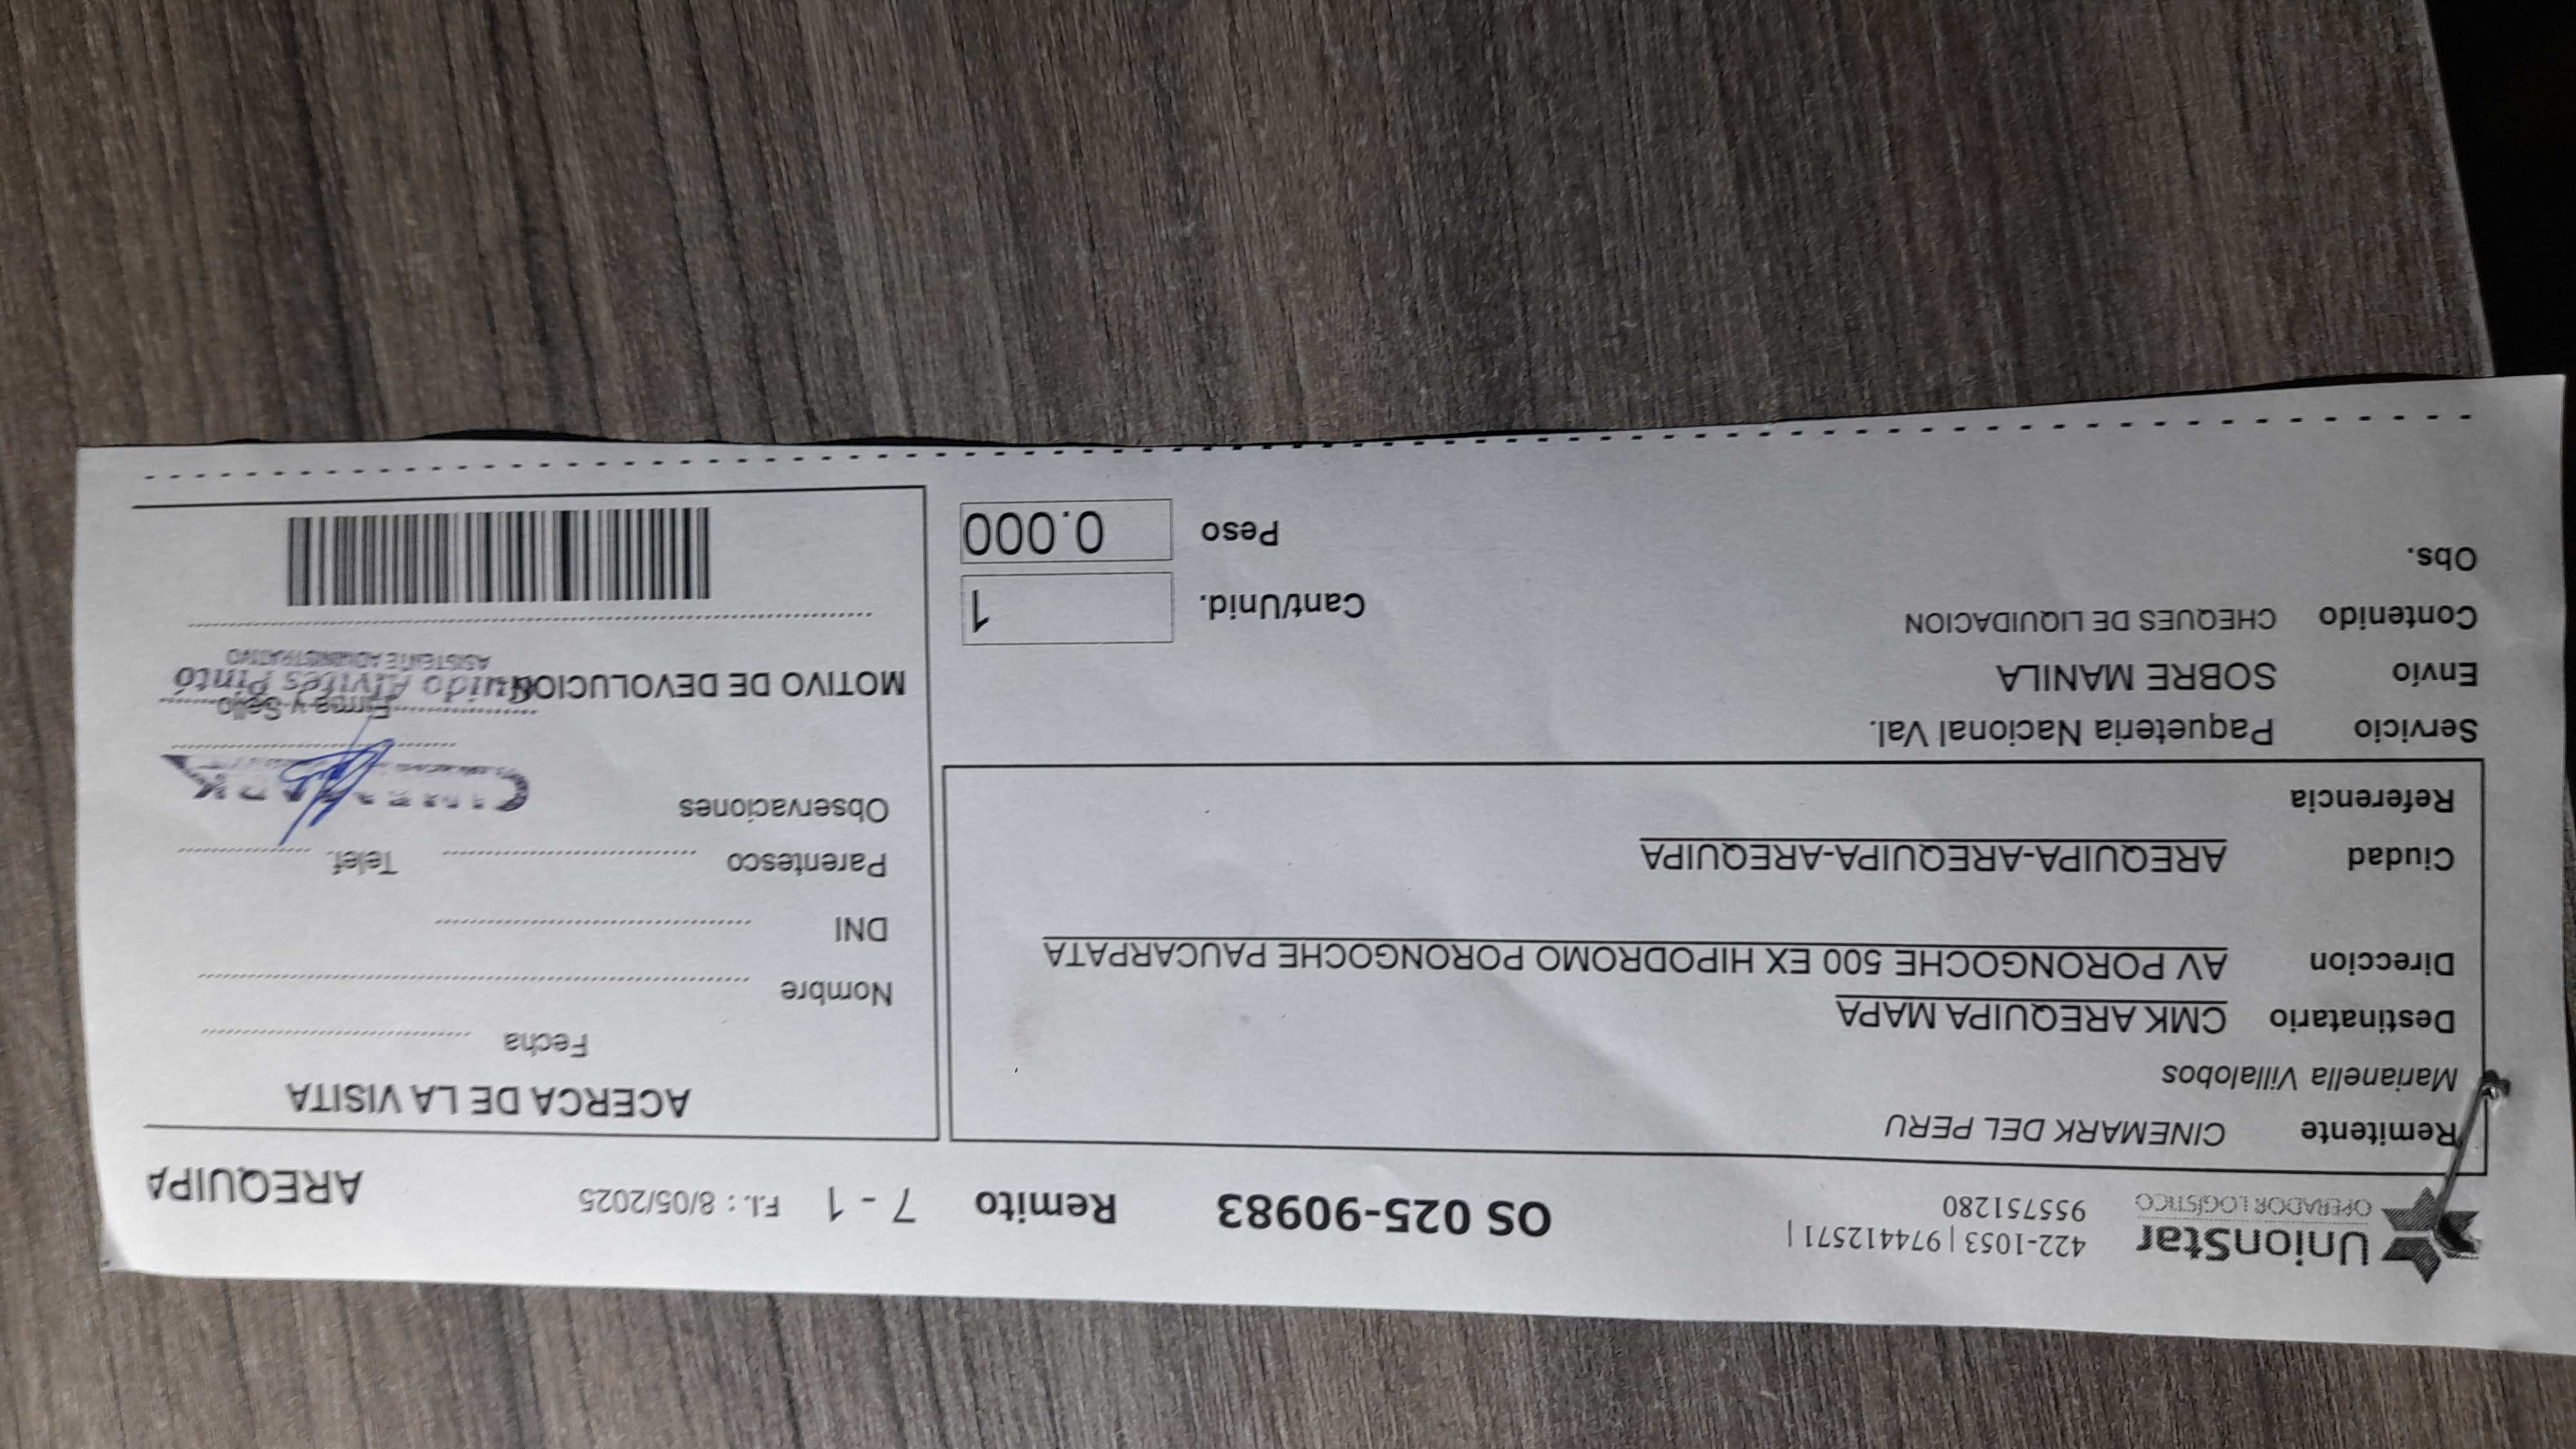 UnionStar
OPERADOR LOGÍSTICO
422-1053 | 974412571 |
955751280
OS 025-90983
Remito 7 - 1
F.I. : 8/05/2025
AREQUIPA
Remitente CINEMARK DEL PERU
Marianella Villalobos
Destinatario CMK AREQUIPA MAPA
Direccion AV PORONGOCHE 500 EX HIPODROMO PORONGOCHE PAUCARPATA
Ciudad AREQUIPA-AREQUIPA-AREQUIPA
Referencia
Servicio Paqueteria Nacional Val.
Envío SOBRE MANILA
Contenido CHEQUES DE LIQUIDACION
Obs.
Cant/Unid. 1
Peso 0.000
ACERCA DE LA VISITA
Fecha
Nombre
DNI
Parentesco Telef.
Observaciones
CINEMARK
Firma y Sello
Guido Alvites Pinto
ASISTENTE ADMINISTRATIVO
MOTIVO DE DEVOLUCION